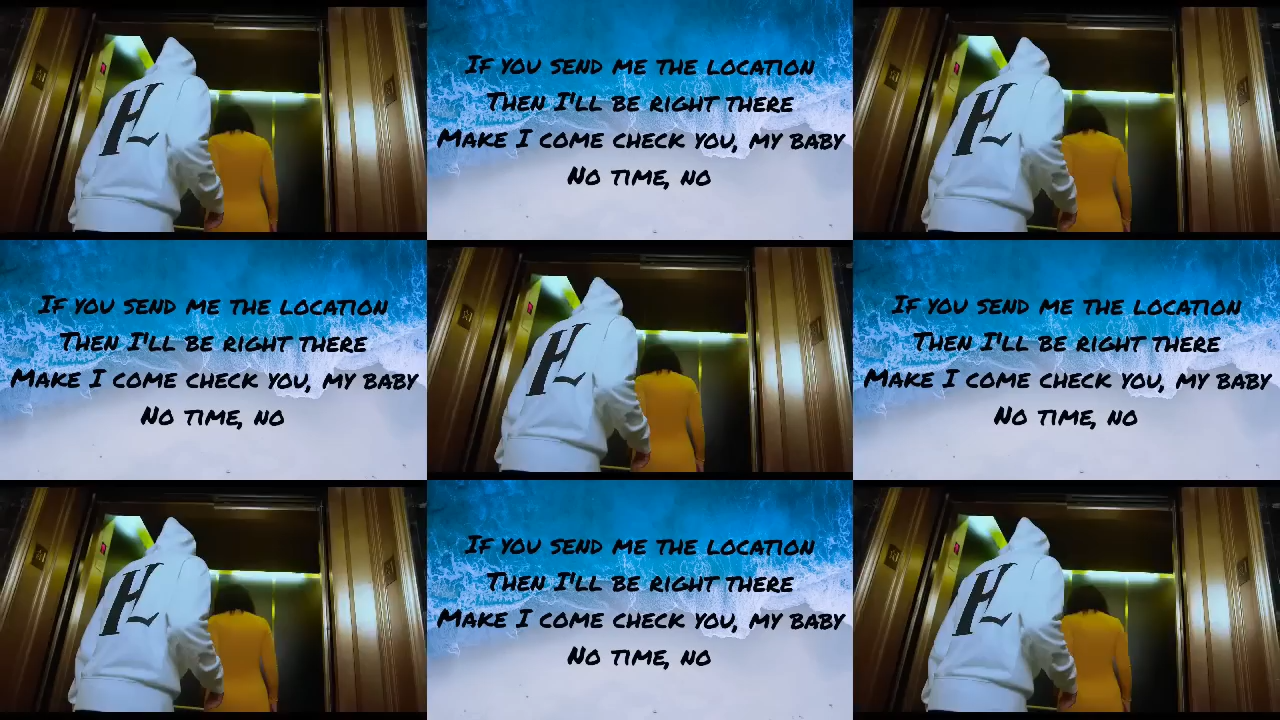 If you send me the location
Then I'll be right there
Make I come check you, my baby
No time, no
If you send me the location
Then I'll be right there
Make I come check you, my baby
No time, no
If you send me the location
Then I'll be right there
Make I come check you, my baby
No time, no
If you send me the location
Then I'll be right there
Make I come check you, my baby
No time, no